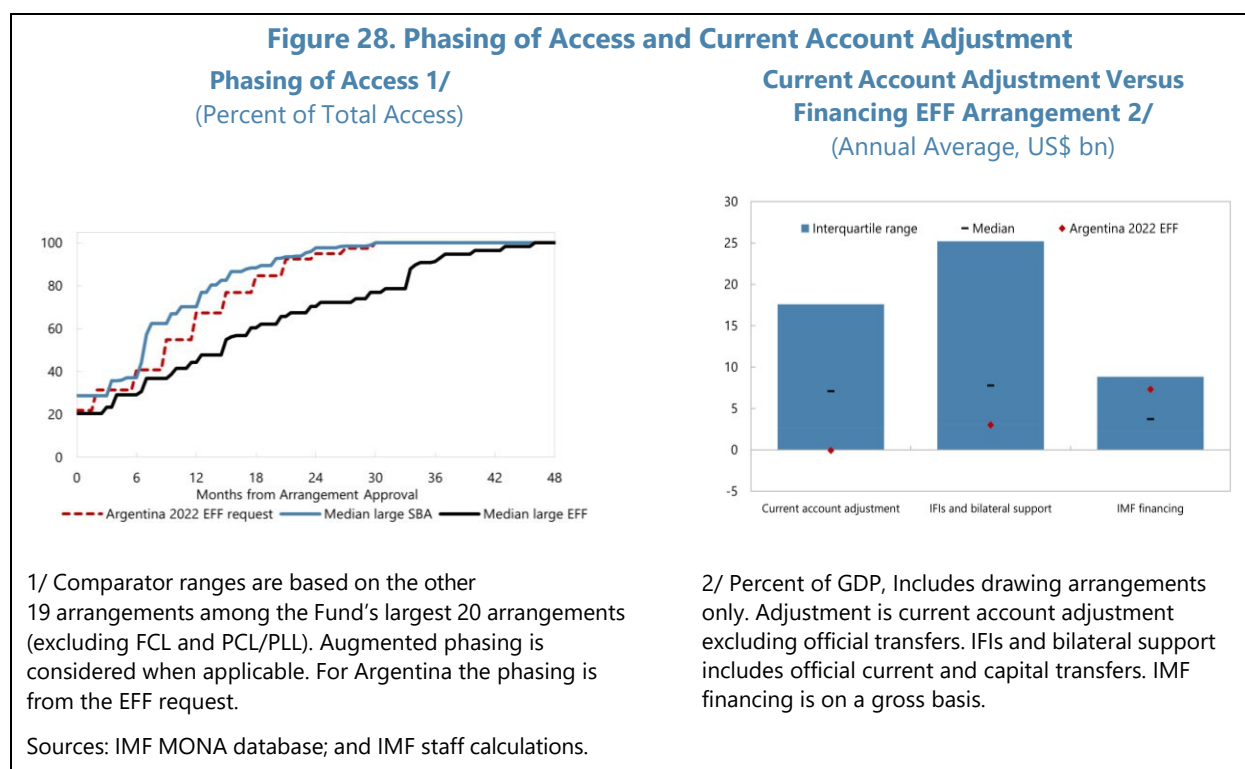 Figure 28. Phasing of Access and Current Account Adjustment
Phasing of Access 1/
(Percent of Total Access)
100
80
60
40
20
0
0 6 12 18 24 30 36 42 48
Months from Arrangement Approval
Argentina 2022 EFF request Median large SBA Median large EFF
1/ Comparator ranges are based on the other
19 arrangements among the Fund's largest 20 arrangements
(excluding FCL and PCL/PLL). Augmented phasing is
considered when applicable. For Argentina the phasing is
from the EFF request.
Sources: IMF MONA database; and IMF staff calculations.
Current Account Adjustment Versus
Financing EFF Arrangement 2/
(Annual Average, US$ bn)
30
Interquartile range Median Argentina 2022 EFF
25
20
15
10
5
0
-5
Current account adjustment IFIs and bilateral support IMF financing
2/ Percent of GDP, Includes drawing arrangements
only. Adjustment is current account adjustment
excluding official transfers. IFIs and bilateral support
includes official current and capital transfers. IMF
financing is on a gross basis.